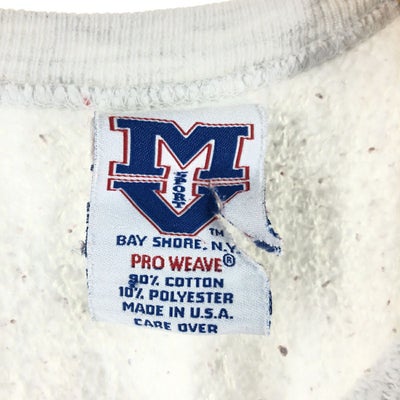 MV
SPORT
TM
BAY SHORE, N.Y.
PRO WEAVE®
90% COTTON
10% POLYESTER
MADE IN U.S.A.
CARE OVER